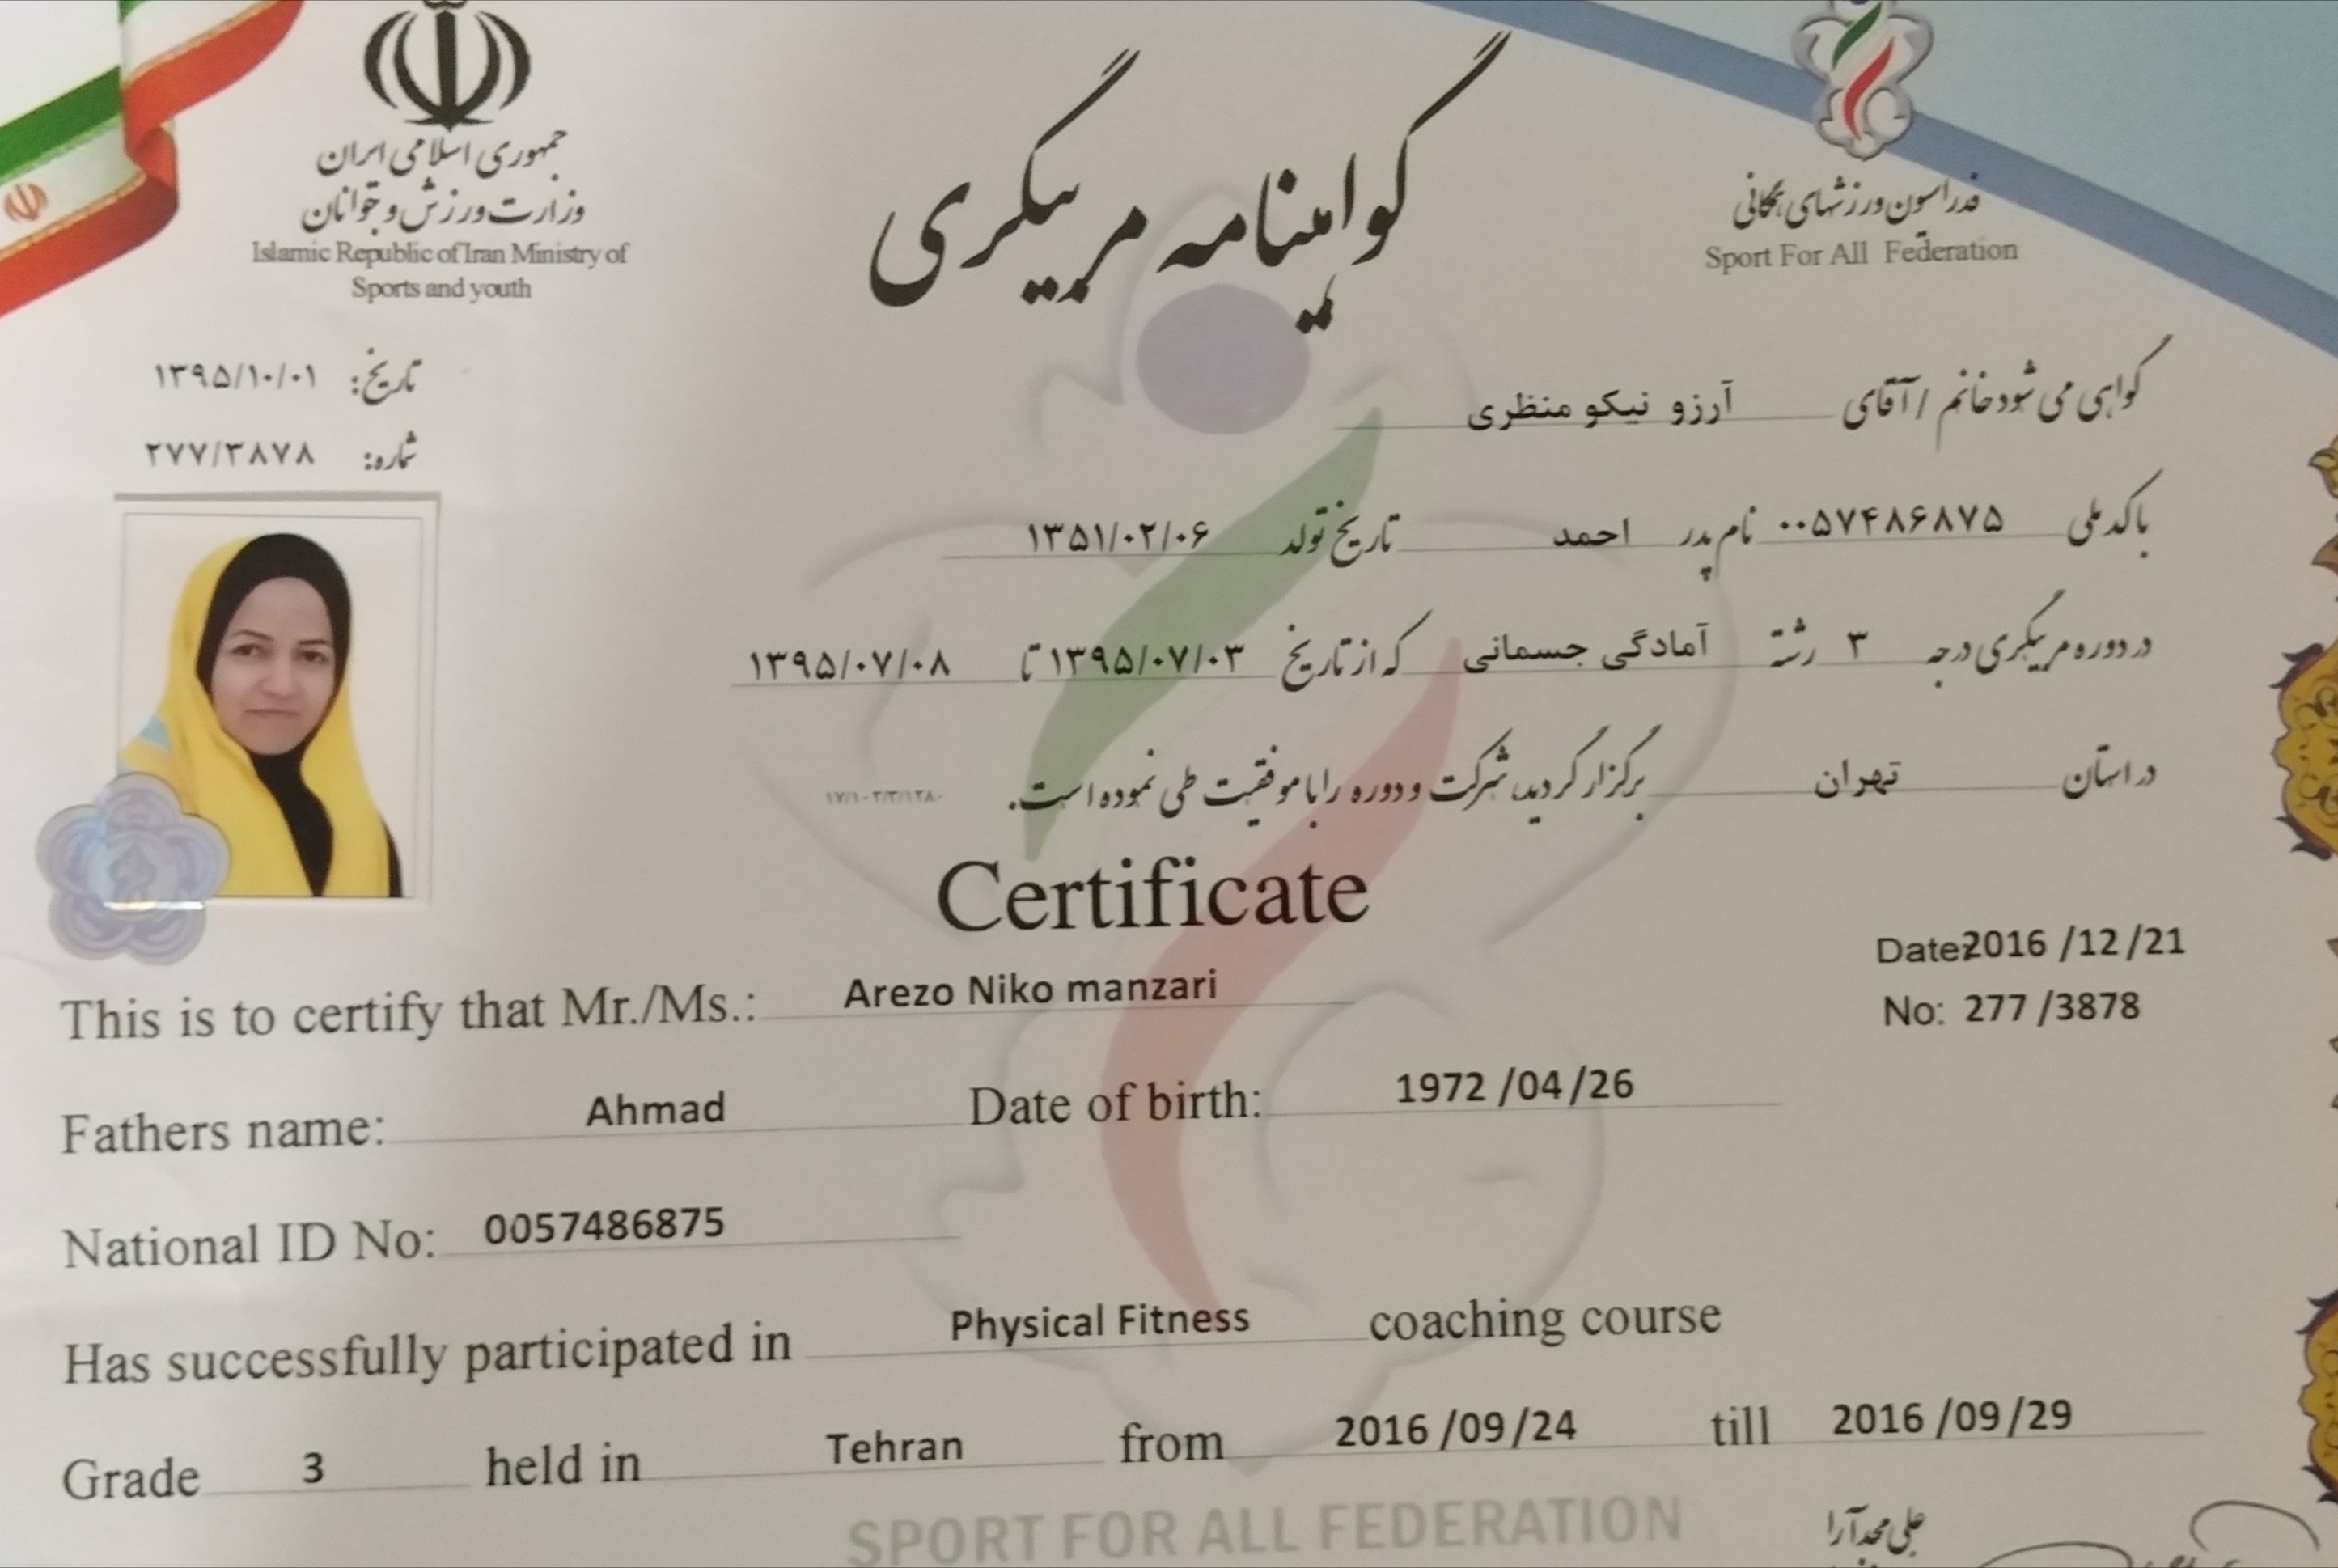 جمهوری اسلامی ایران
وزارت ورزش و جوانان
Islamic Republic of Iran Ministry of
Sports and youth
گواهینامه مربیگری
فدراسیون ورزشهای همگانی
Sport For All Federation
تاریخ: ۱۳۹۵/۱۰/۰۱
شماره: ۲۷۷/۳۸۷۸
گواهی می شود خانم / آقای آرزو نیکو منظری
با کد ملی ۰۰۵۷۴۸۶۸۷۵ نام پدر احمد تاریخ تولد ۱۳۵۱/۰۲/۰۶
در دوره مربیگری درجه ۳ رشته آمادگی جسمانی که از تاریخ ۱۳۹۵/۰۷/۰۳ تا ۱۳۹۵/۰۷/۰۸
در استان تهران برگزار گردید، شرکت و دوره را با موفقیت طی نموده است.
Certificate
Date: 2016 /12 /21
No: 277 /3878
This is to certify that Mr./Ms.: Arezo Niko manzari
Fathers name: Ahmad Date of birth: 1972 /04 /26
National ID No: 0057486875
Has successfully participated in Physical Fitness coaching course
Grade 3 held in Tehran from 2016 /09 /24 till 2016 /09 /29
SPORT FOR ALL FEDERATION
علی مجدآرا